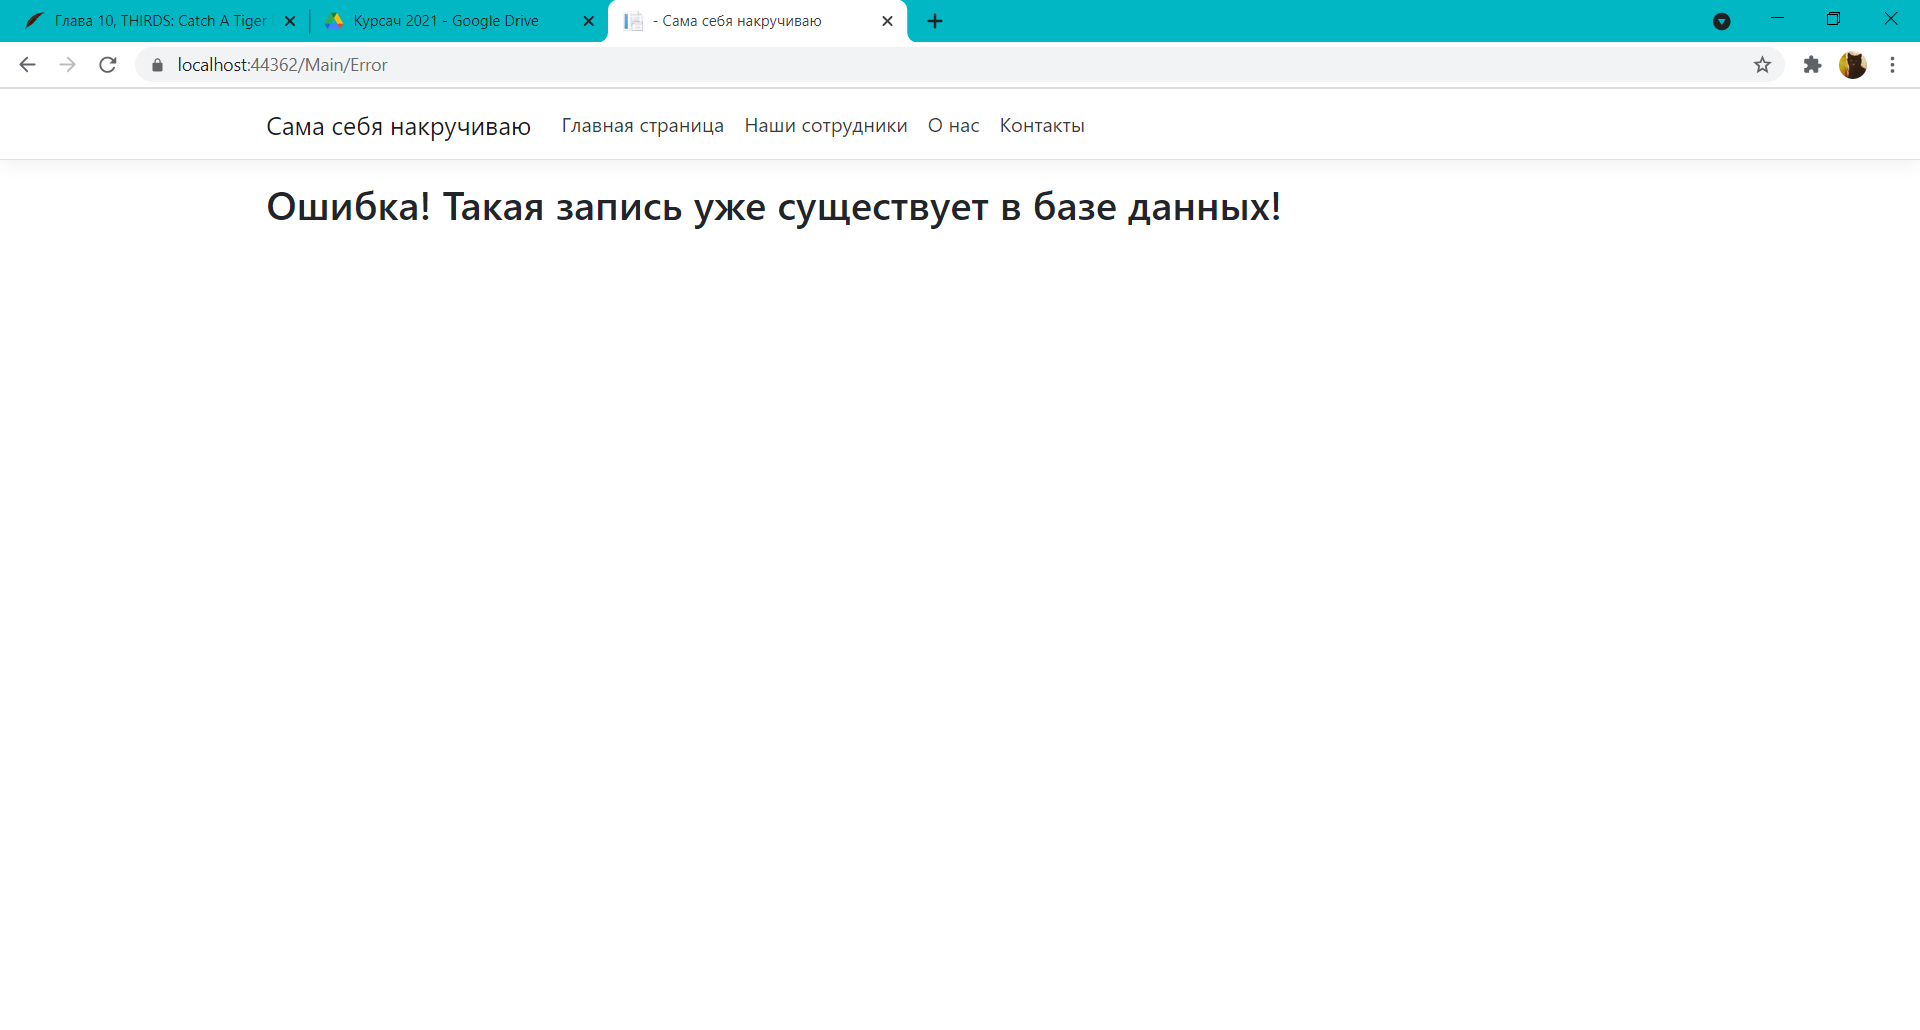 Глава 10, THIRDS: Catch A Tiger
Курсач 2021 - Google Drive
- Сама себя накручиваю
localhost:44362/Main/Error
Сама себя накручиваю
Главная страница
Наши сотрудники
О нас
Контакты
Ошибка! Такая запись уже существует в базе данных!